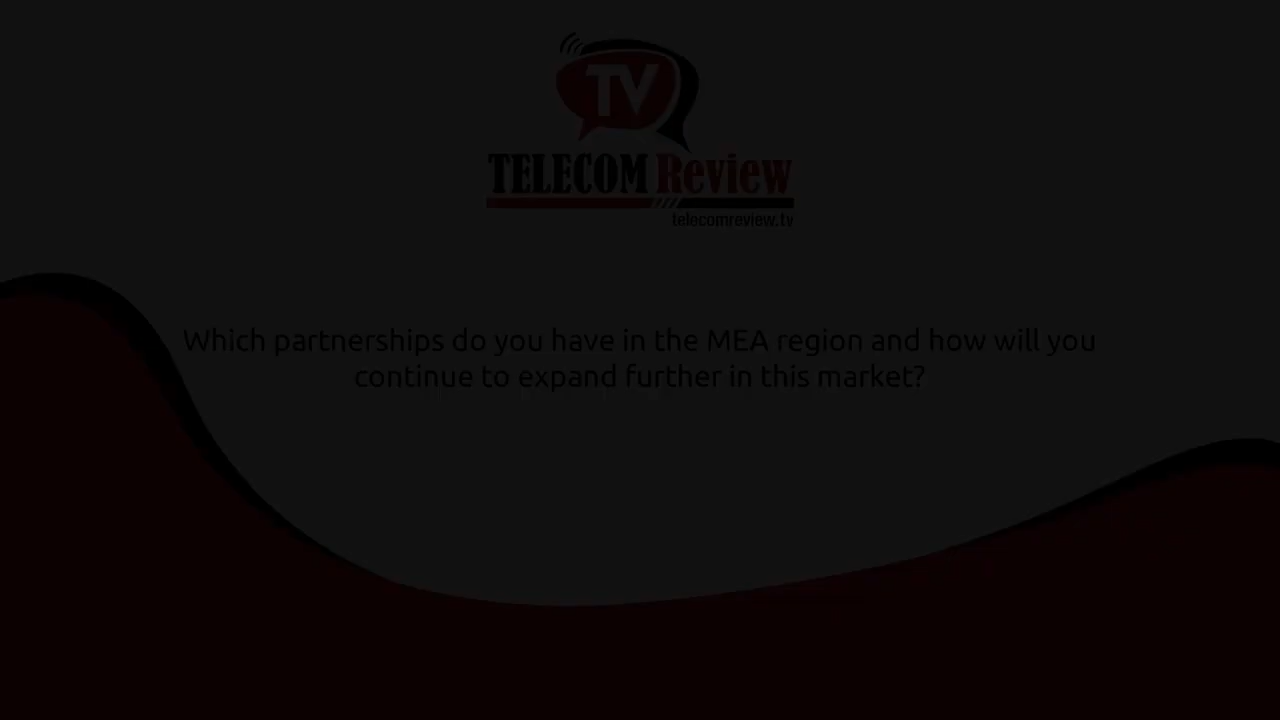 TV
TELECOM Review
telecomreview.tv
Which partnerships do you have in the MEA region and how will you
continue to expand further in this market?